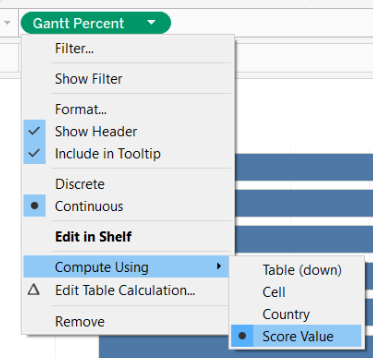 Gantt Percent
Filter...
Show Filter
Format...
Show Header
Include in Tooltip
Discrete
Continuous
Edit in Shelf
Compute Using
Edit Table Calculation...
Remove
Table (down)
Cell
Country
Score Value